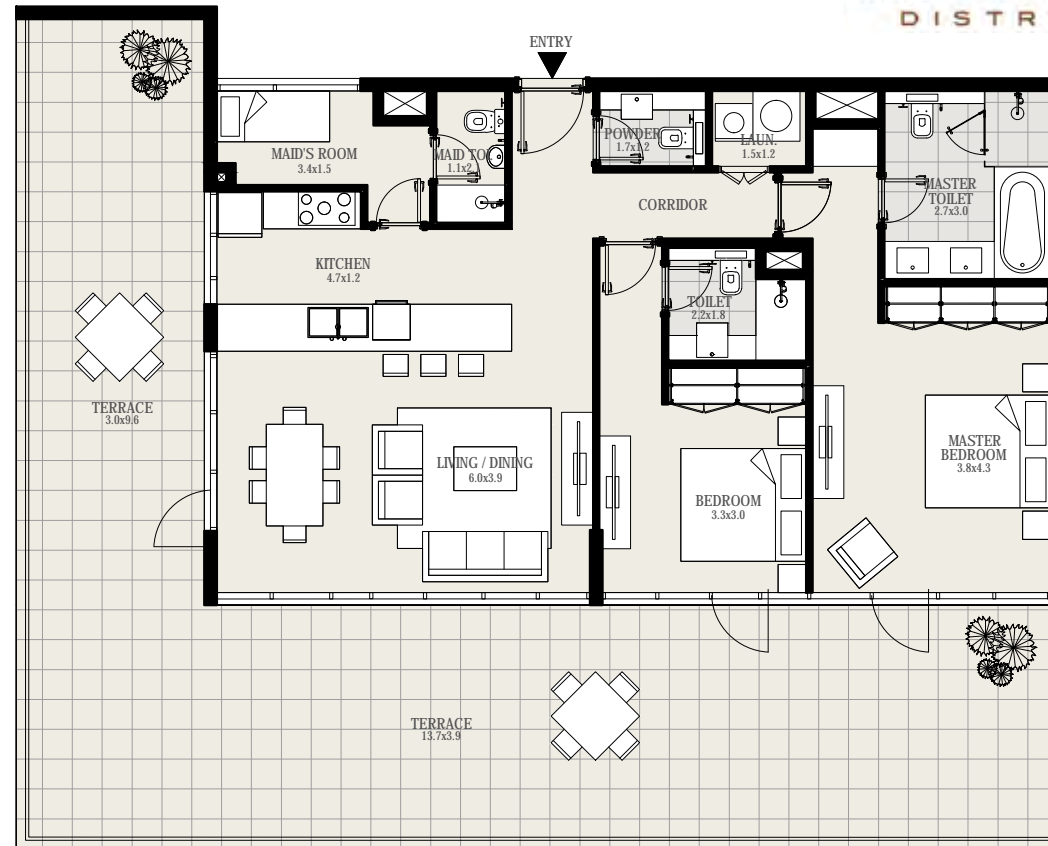 DISTR
ENTRY
MAID'S ROOM
3.4x1.5
MAID TOI
1.1x2
POWDER
1.7x1.2
LAUN.
1.5x1.2
MASTER
TOILET
2.7x3.0
CORRIDOR
KITCHEN
4.7x1.2
TOILET
2.2x1.8
TERRACE
3.0x9.6
LIVING / DINING
6.0x3.9
BEDROOM
3.3x3.0
MASTER
BEDROOM
3.8x4.3
TERRACE
13.7x3.9